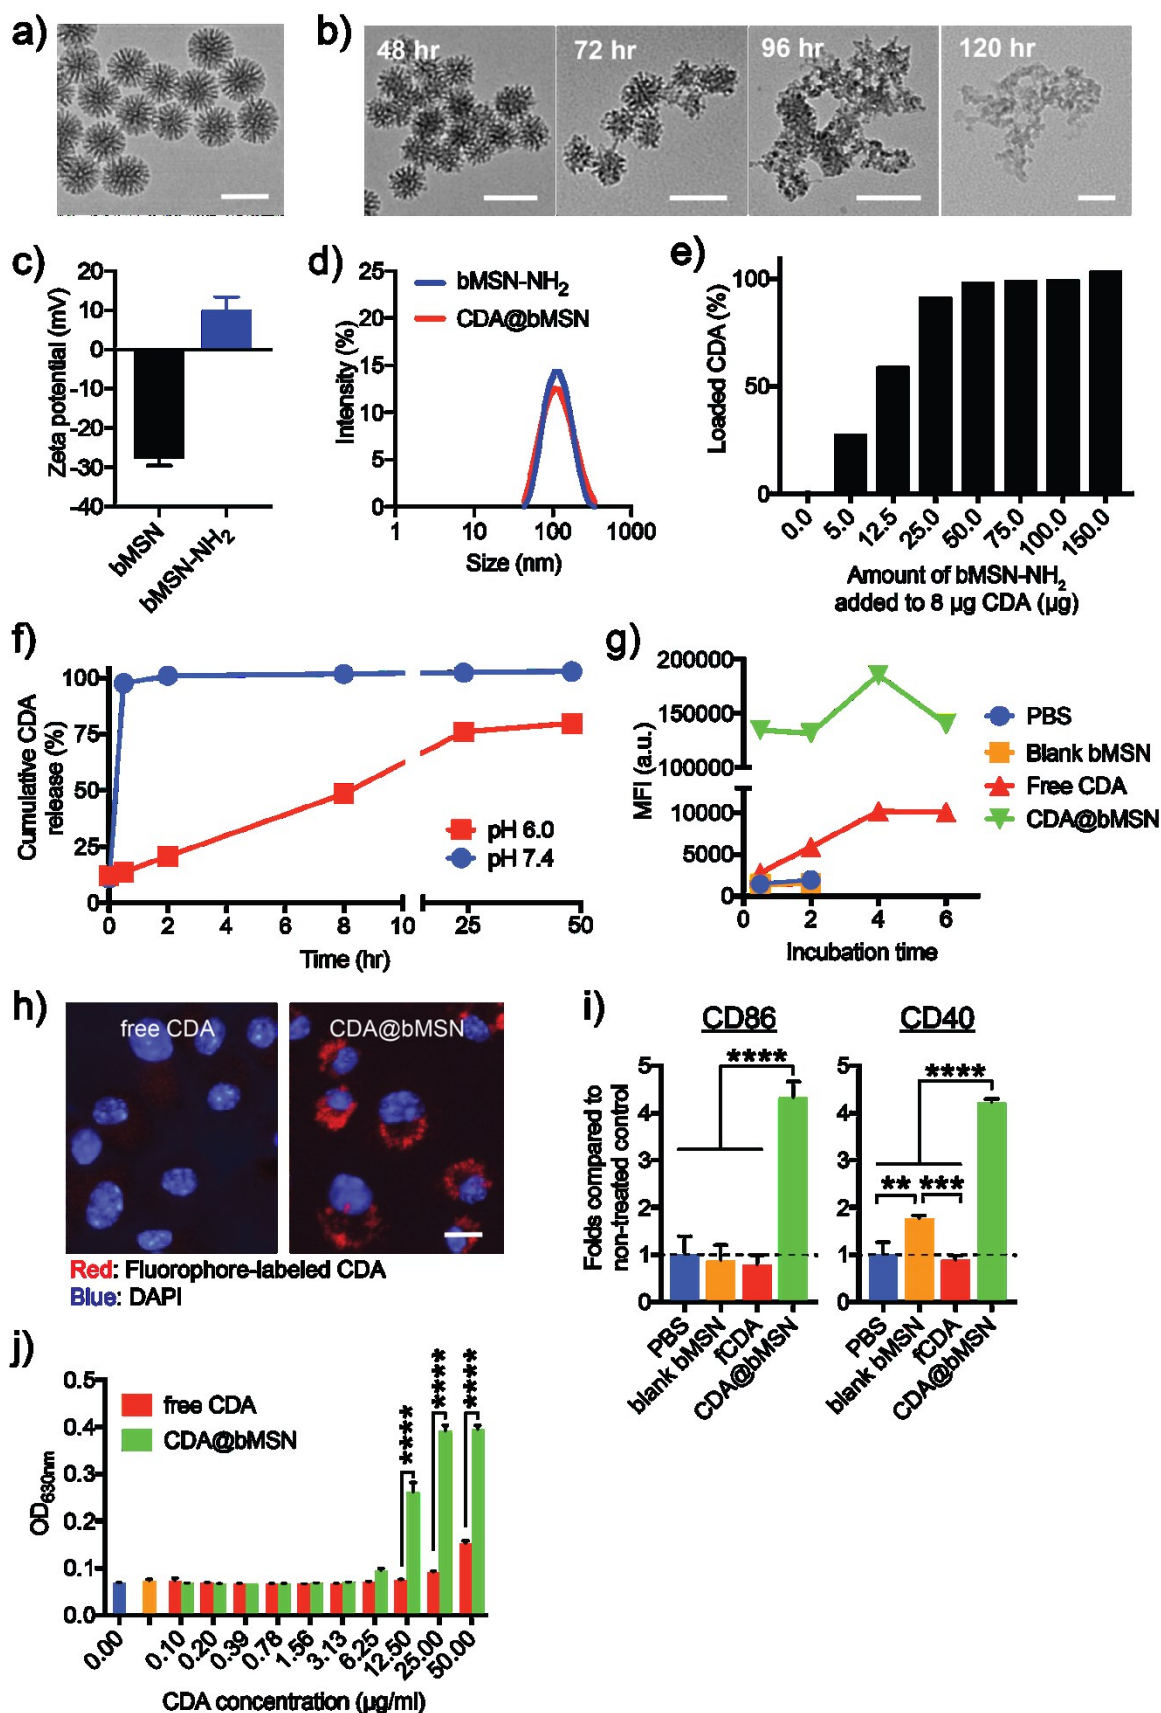 a)
b)
48 hr
72 hr
96 hr
120 hr
c)
Zeta potential (mV)
20
10
0
-10
-20
-30
-40
bMSN
bMSN-NH2
d)
Intensity (%)
25
20
15
10
5
0
bMSN-NH2
CDA@bMSN
1
10
100
1000
Size (nm)
e)
Loaded CDA (%)
100
50
0
0.0
5.0
12.5
25.0
50.0
75.0
100.0
150.0
Amount of bMSN-NH2
added to 8 µg CDA (µg)
f)
Cumulative CDA
release (%)
100
75
50
25
0
pH 6.0
pH 7.4
0
2
4
6
8
10
25
50
Time (hr)
g)
MFI (a.u.)
200000
150000
100000
10000
5000
0
0
2
4
6
Incubation time
PBS
Blank bMSN
Free CDA
CDA@bMSN
h)
free CDA
CDA@bMSN
Red: Fluorophore-labeled CDA
Blue: DAPI
i)
CD86
CD40
Folds compared to
non-treated control
5
4
3
2
1
0
****
PBS
blank bMSN
fCDA
CDA@bMSN
5
4
3
2
1
0
****
**
***
PBS
blank bMSN
fCDA
CDA@bMSN
j)
OD630nm
0.5
0.4
0.3
0.2
0.1
0.0
free CDA
CDA@bMSN
****
****
****
0.00
0.10
0.20
0.39
0.78
1.56
3.13
6.25
12.50
25.00
50.00
CDA concentration (µg/ml)